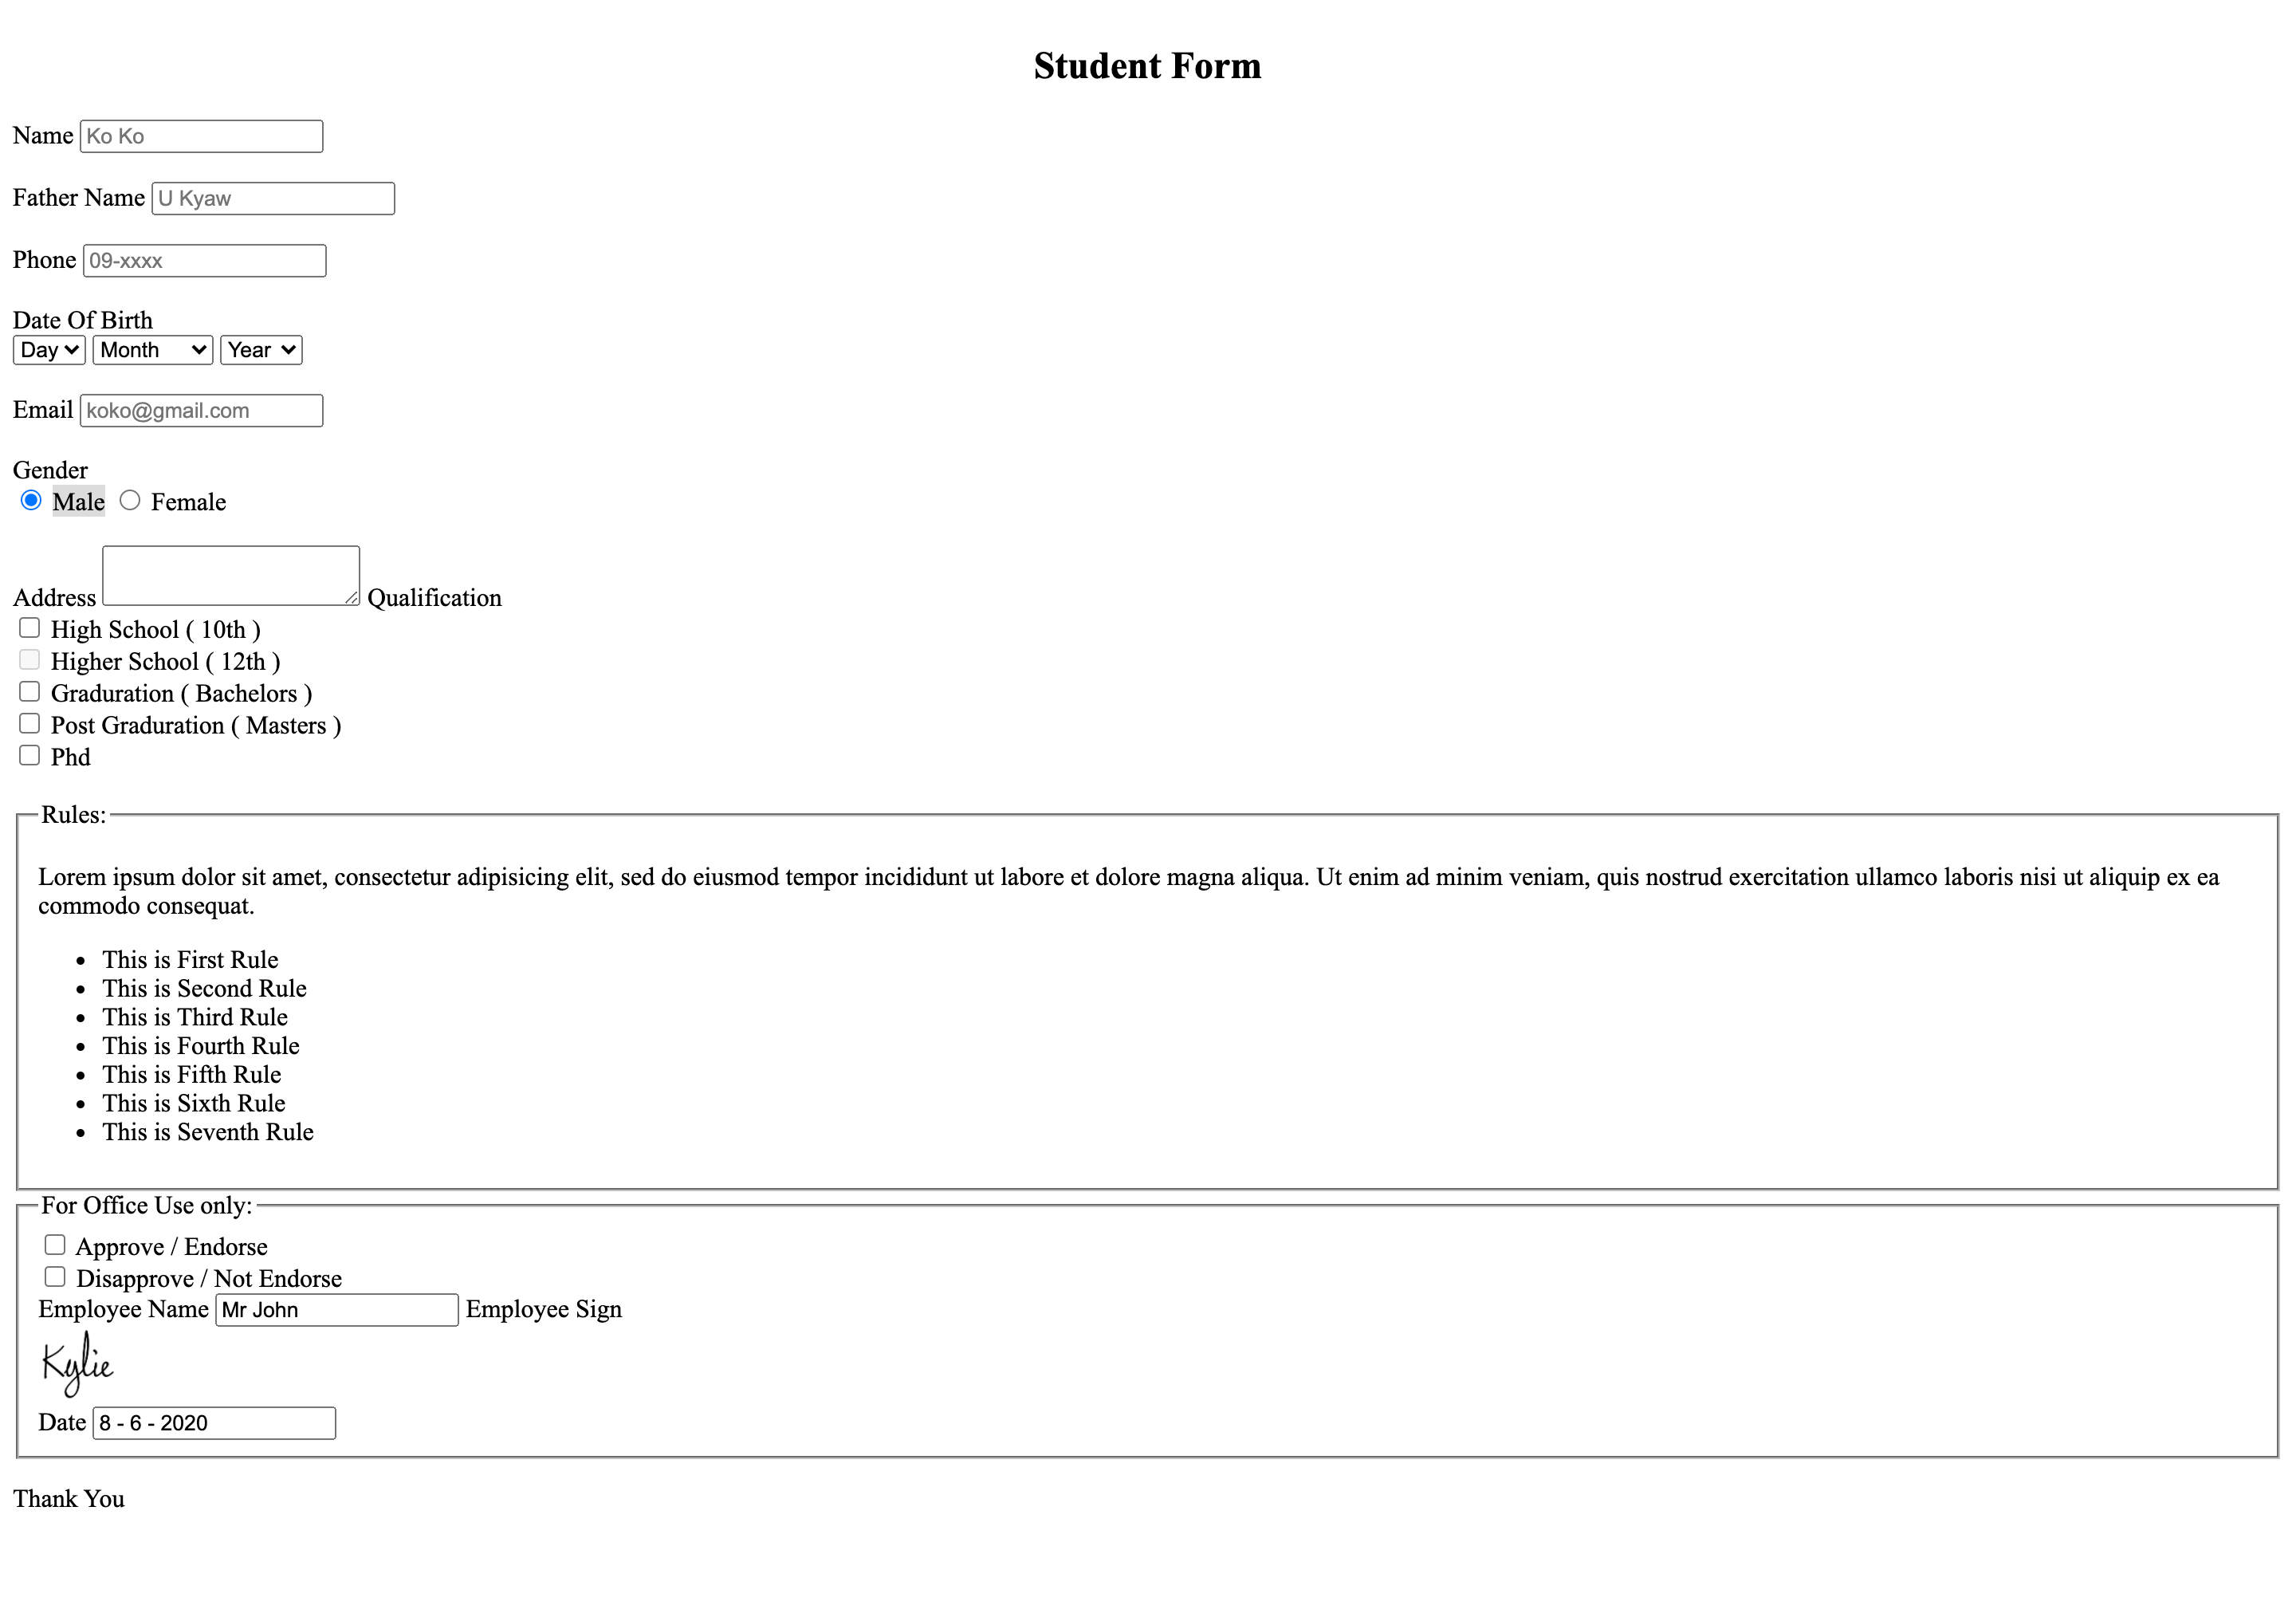 Student Form
Name Ko Ko
Father Name U Kyaw
Phone 09-xxxx
Date Of Birth
Day Month Year
Email koko@gmail.com
Gender
Male Female
Address Qualification
High School ( 10th )
Higher School ( 12th )
Graduration ( Bachelors )
Post Graduration ( Masters )
Phd
Rules:
Lorem ipsum dolor sit amet, consectetur adipisicing elit, sed do eiusmod tempor incididunt ut labore et dolore magna aliqua. Ut enim ad minim veniam, quis nostrud exercitation ullamco laboris nisi ut aliquip ex ea
commodo consequat.
This is First Rule
This is Second Rule
This is Third Rule
This is Fourth Rule
This is Fifth Rule
This is Sixth Rule
This is Seventh Rule
For Office Use only:
Approve / Endorse
Disapprove / Not Endorse
Employee Name Mr John Employee Sign
Kylie
Date 8 - 6 - 2020
Thank You